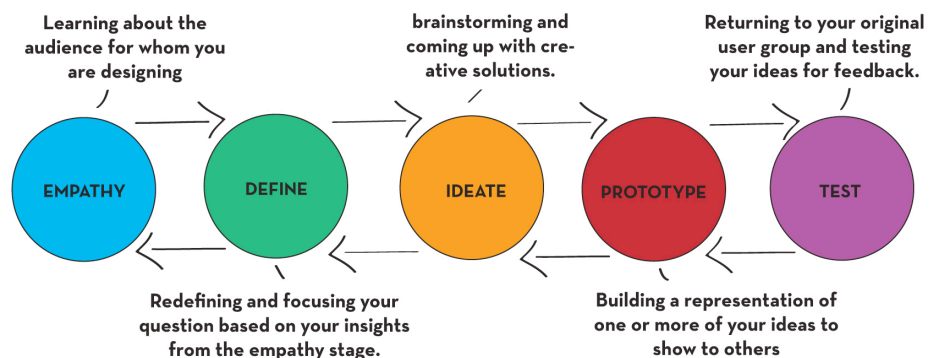 Learning about the
audience for whom you
are designing
brainstorming and
coming up with cre-
ative solutions.
Returning to your original
user group and testing
your ideas for feedback.
EMPATHY
DEFINE
IDEATE
PROTOTYPE
TEST
Redefining and focusing your
question based on your insights
from the empathy stage.
Building a representation of
one or more of your ideas to
show to others